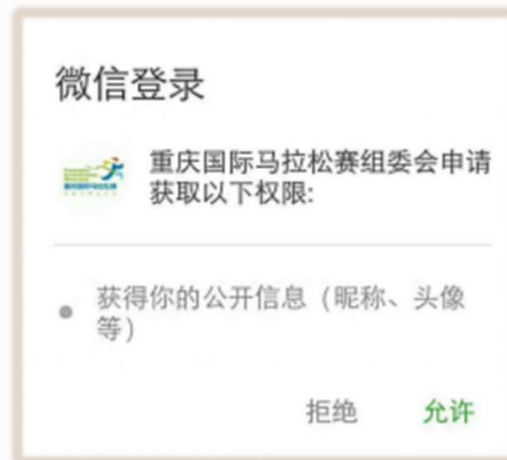 微信登录
重庆国际马拉松赛组委会申请
获取以下权限:
获得你的公开信息（昵称、头像
等）
拒绝
允许